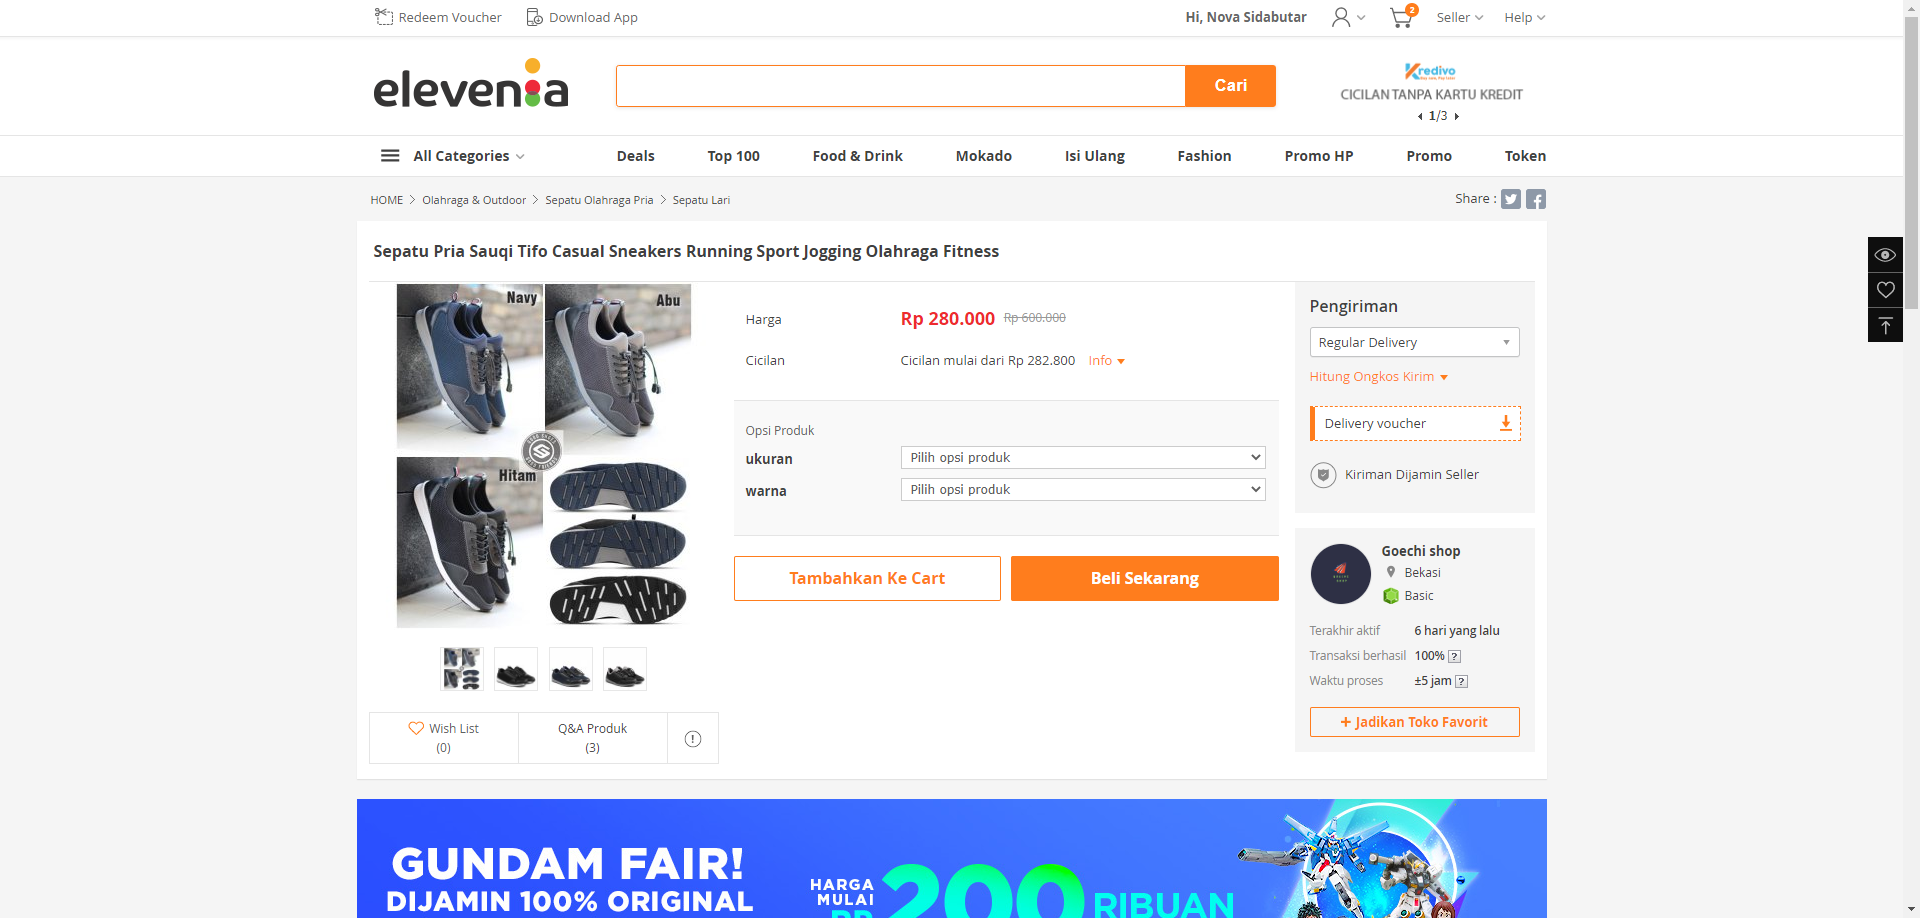 Redeem Voucher
Download App
Hi, Nova Sidabutar
2
Seller
Help
elevenia
Cari
Kredivo
CICILAN TANPA KARTU KREDIT
1/3
All Categories
Deals
Top 100
Food & Drink
Mokado
Isi Ulang
Fashion
Promo HP
Promo
Token
HOME > Olahraga & Outdoor > Sepatu Olahraga Pria > Sepatu Lari
Share :
Sepatu Pria Sauqi Tifo Casual Sneakers Running Sport Jogging Olahraga Fitness
Navy
Abu
Hitam
Harga
Rp 280.000 Rp 600.000
Cicilan
Cicilan mulai dari Rp 282.800 Info
Opsi Produk
ukuran
Pilih opsi produk
warna
Pilih opsi produk
Tambahkan Ke Cart
Beli Sekarang
Wish List
(0)
Q&A Produk
(3)
Pengiriman
Regular Delivery
Hitung Ongkos Kirim
Delivery voucher
Kiriman Dijamin Seller
Goechi shop
Bekasi
Basic
Terakhir aktif 6 hari yang lalu
Transaksi berhasil 100% ?
Waktu proses ±5 jam ?
+ Jadikan Toko Favorit
GUNDAM FAIR!
DIJAMIN 100% ORIGINAL
HARGA
MULAI
RP
200
RIBUAN